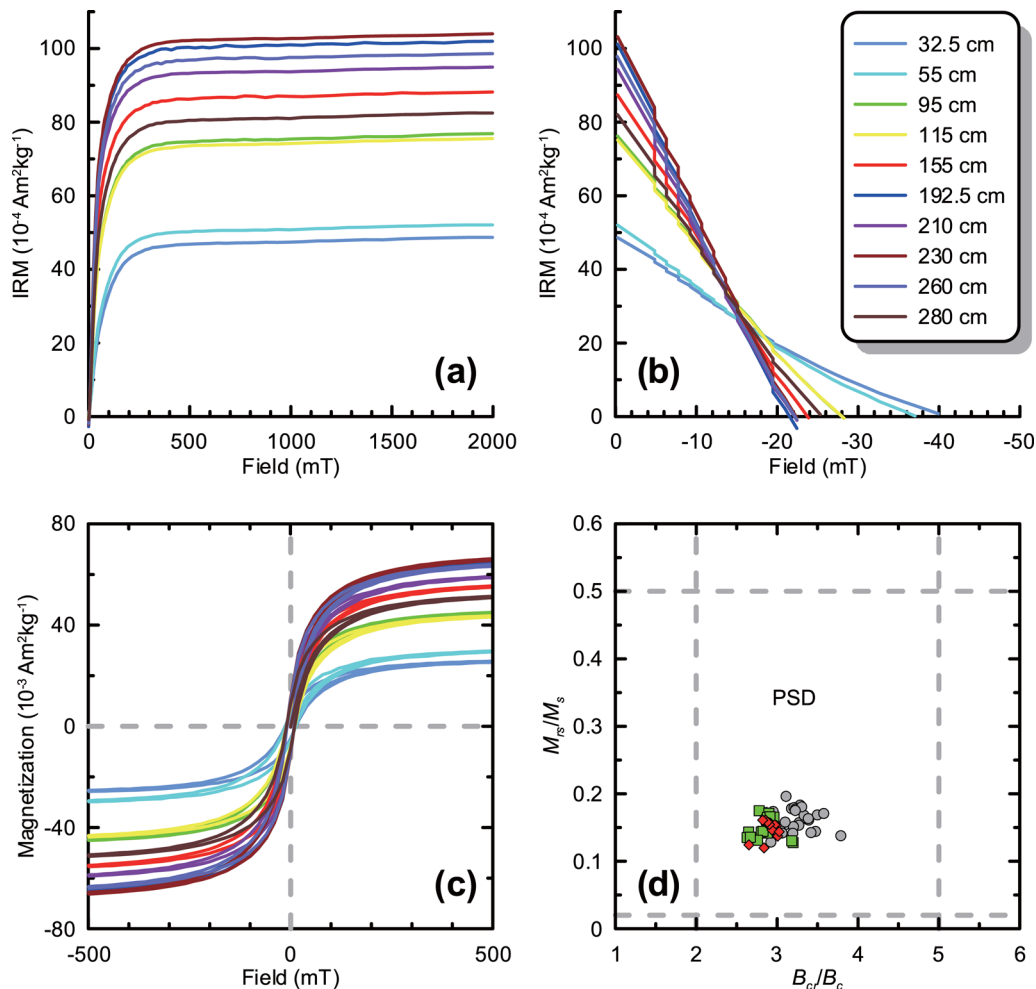 100
80
60
40
20
0
IRM (10⁻⁴ Am²kg⁻¹)
(a)
0
500
1000
1500
2000
Field (mT)
100
80
60
40
20
0
IRM (10⁻⁴ Am²kg⁻¹)
(b)
0
-10
-20
-30
-40
-50
Field (mT)
32.5 cm
55 cm
95 cm
115 cm
155 cm
192.5 cm
210 cm
230 cm
260 cm
280 cm
80
40
0
-40
-80
Magnetization (10⁻³ Am²kg⁻¹)
(c)
-500
0
500
Field (mT)
0.6
0.5
0.4
0.3
0.2
0.1
0
Mrs/Ms
PSD
(d)
1
2
3
4
5
6
Bcr/Bc